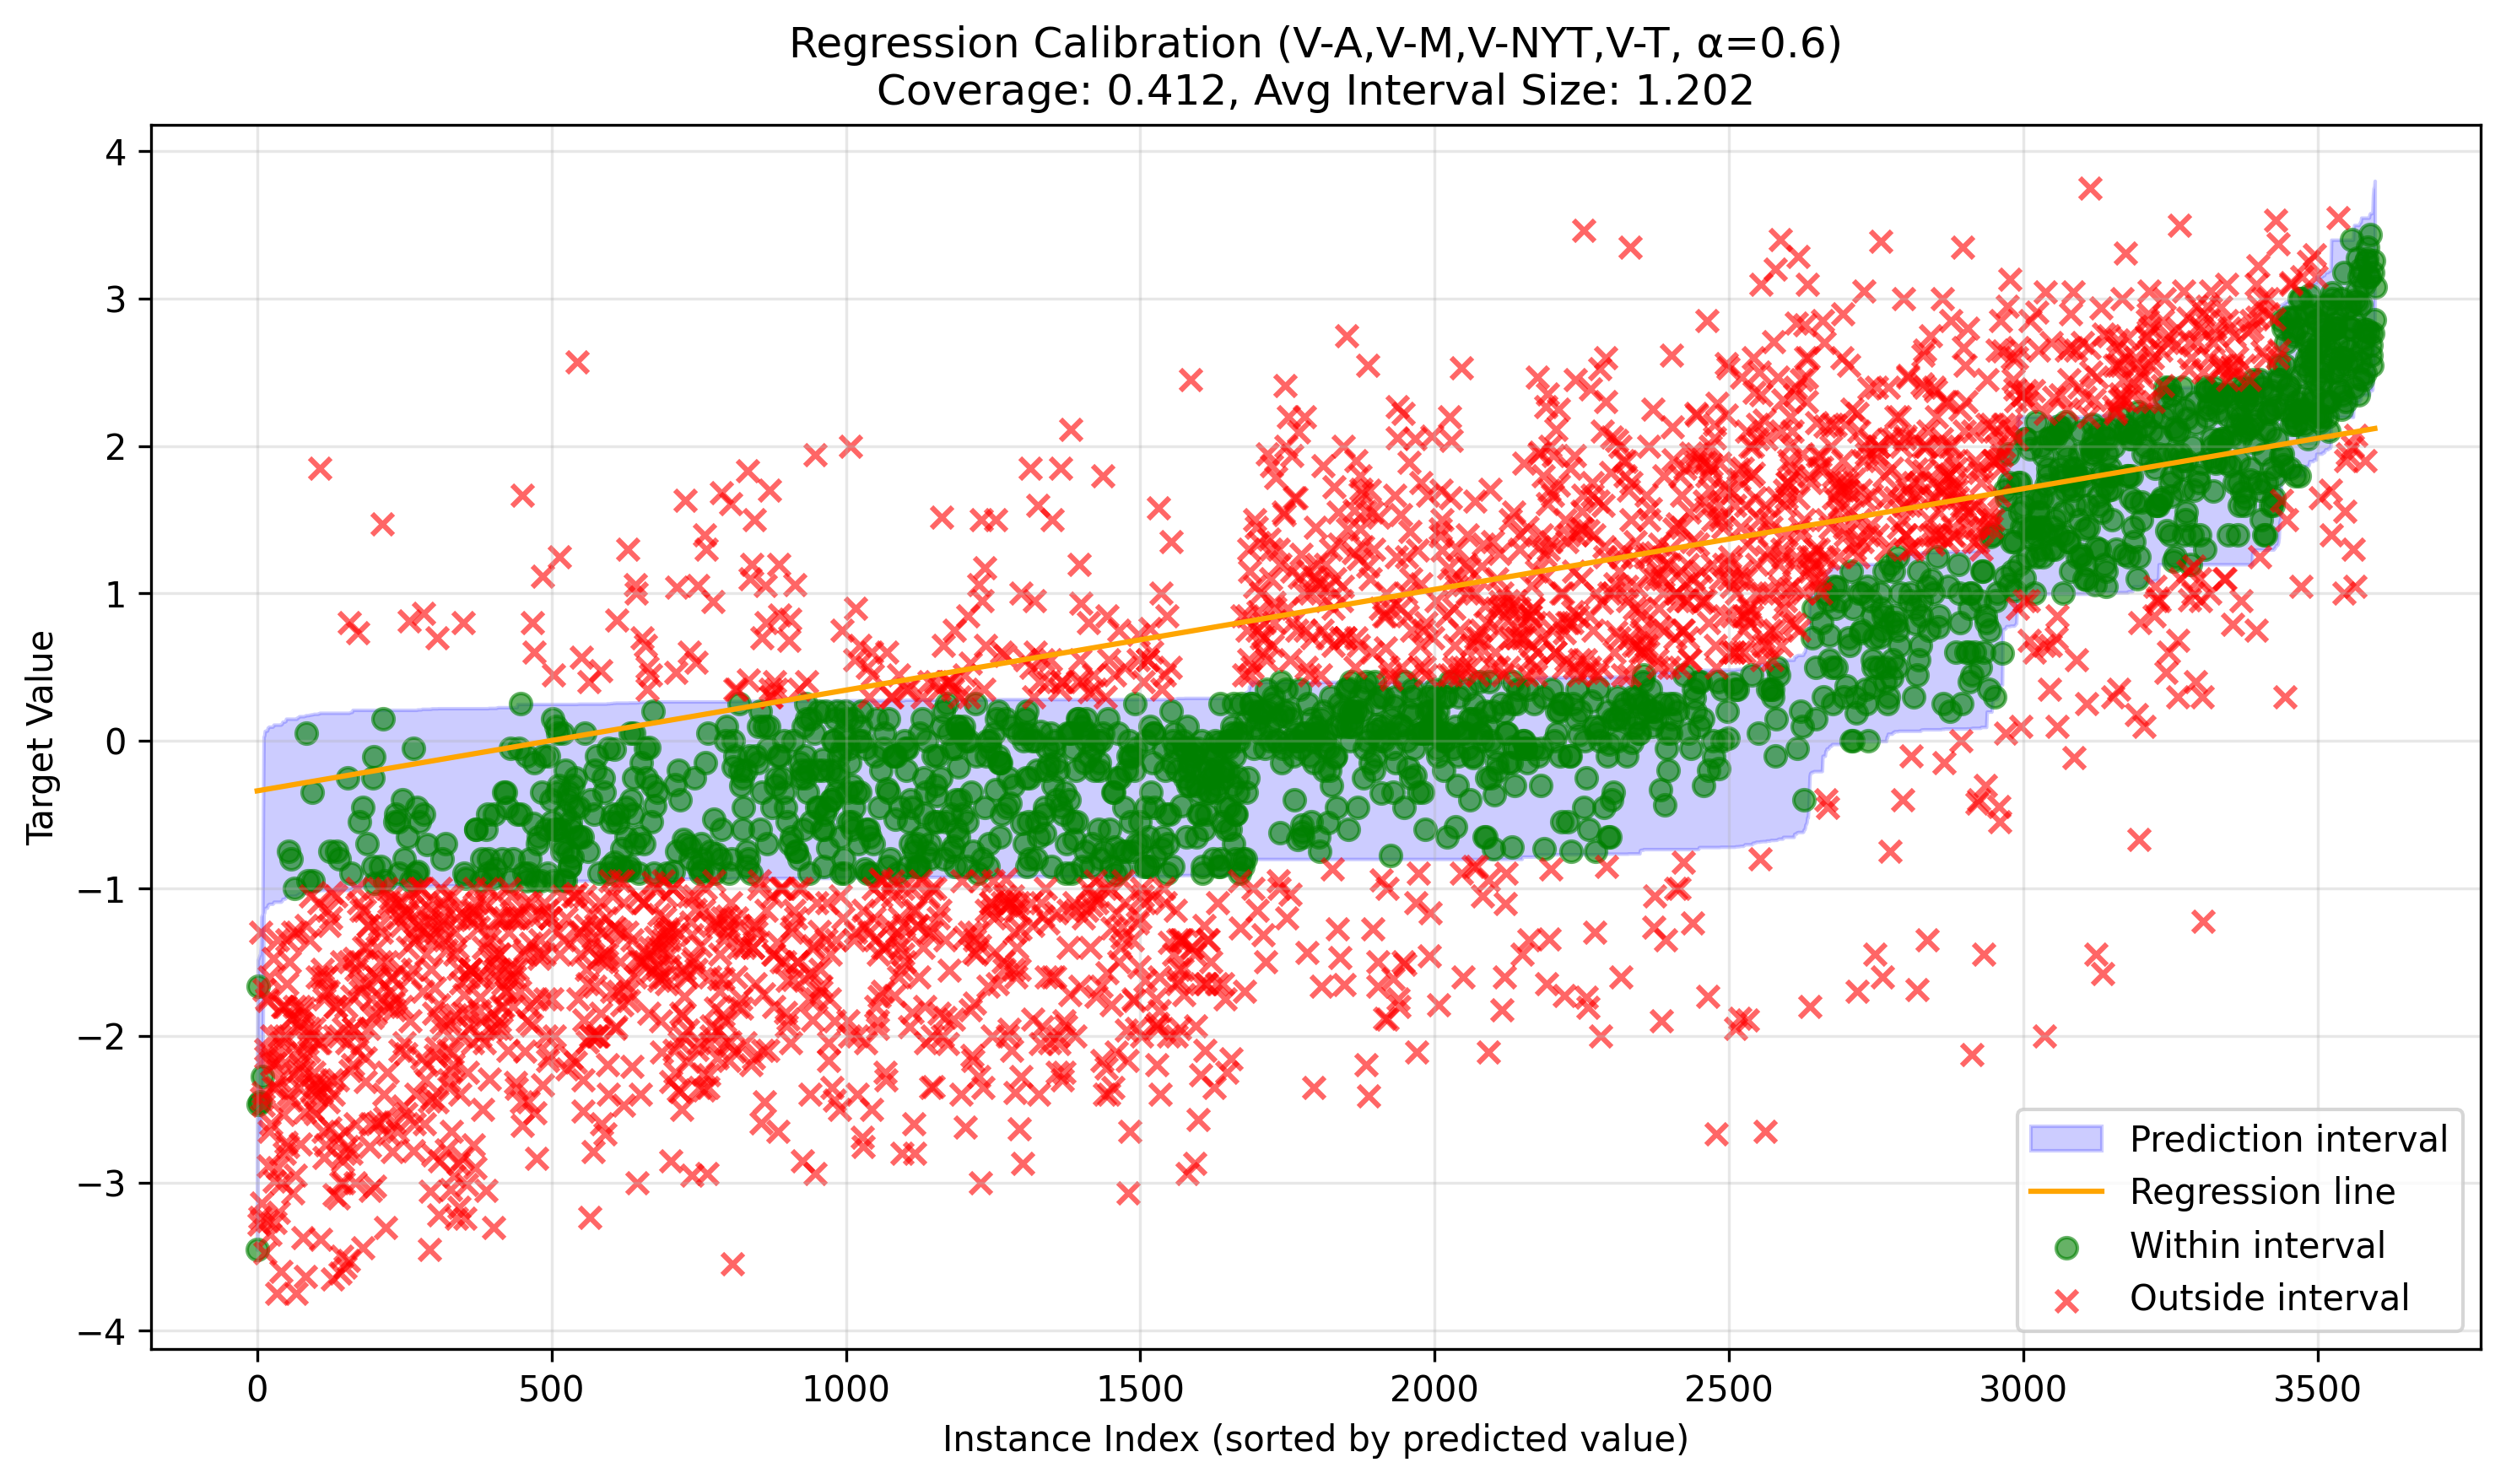 Regression Calibration (V-A,V-M,V-NYT,V-T, α=0.6)
Coverage: 0.412, Avg Interval Size: 1.202
Target Value
4
3
2
1
0
−1
−2
−3
−4
0
500
1000
1500
2000
2500
3000
3500
Instance Index (sorted by predicted value)
Prediction interval
Regression line
Within interval
Outside interval